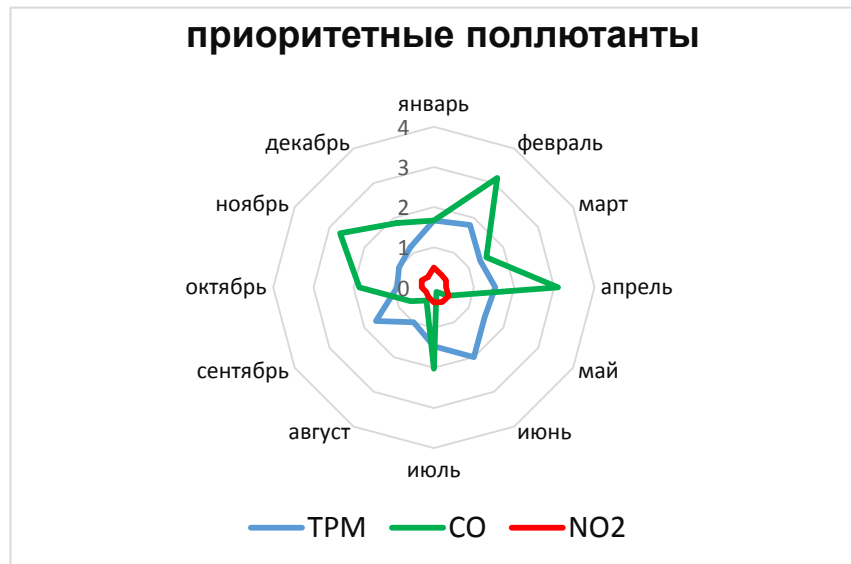 приоритетные поллютанты
январь
февраль
март
апрель
май
июнь
июль
август
сентябрь
октябрь
ноябрь
декабрь
4
3
2
1
0
TPM CO NO2